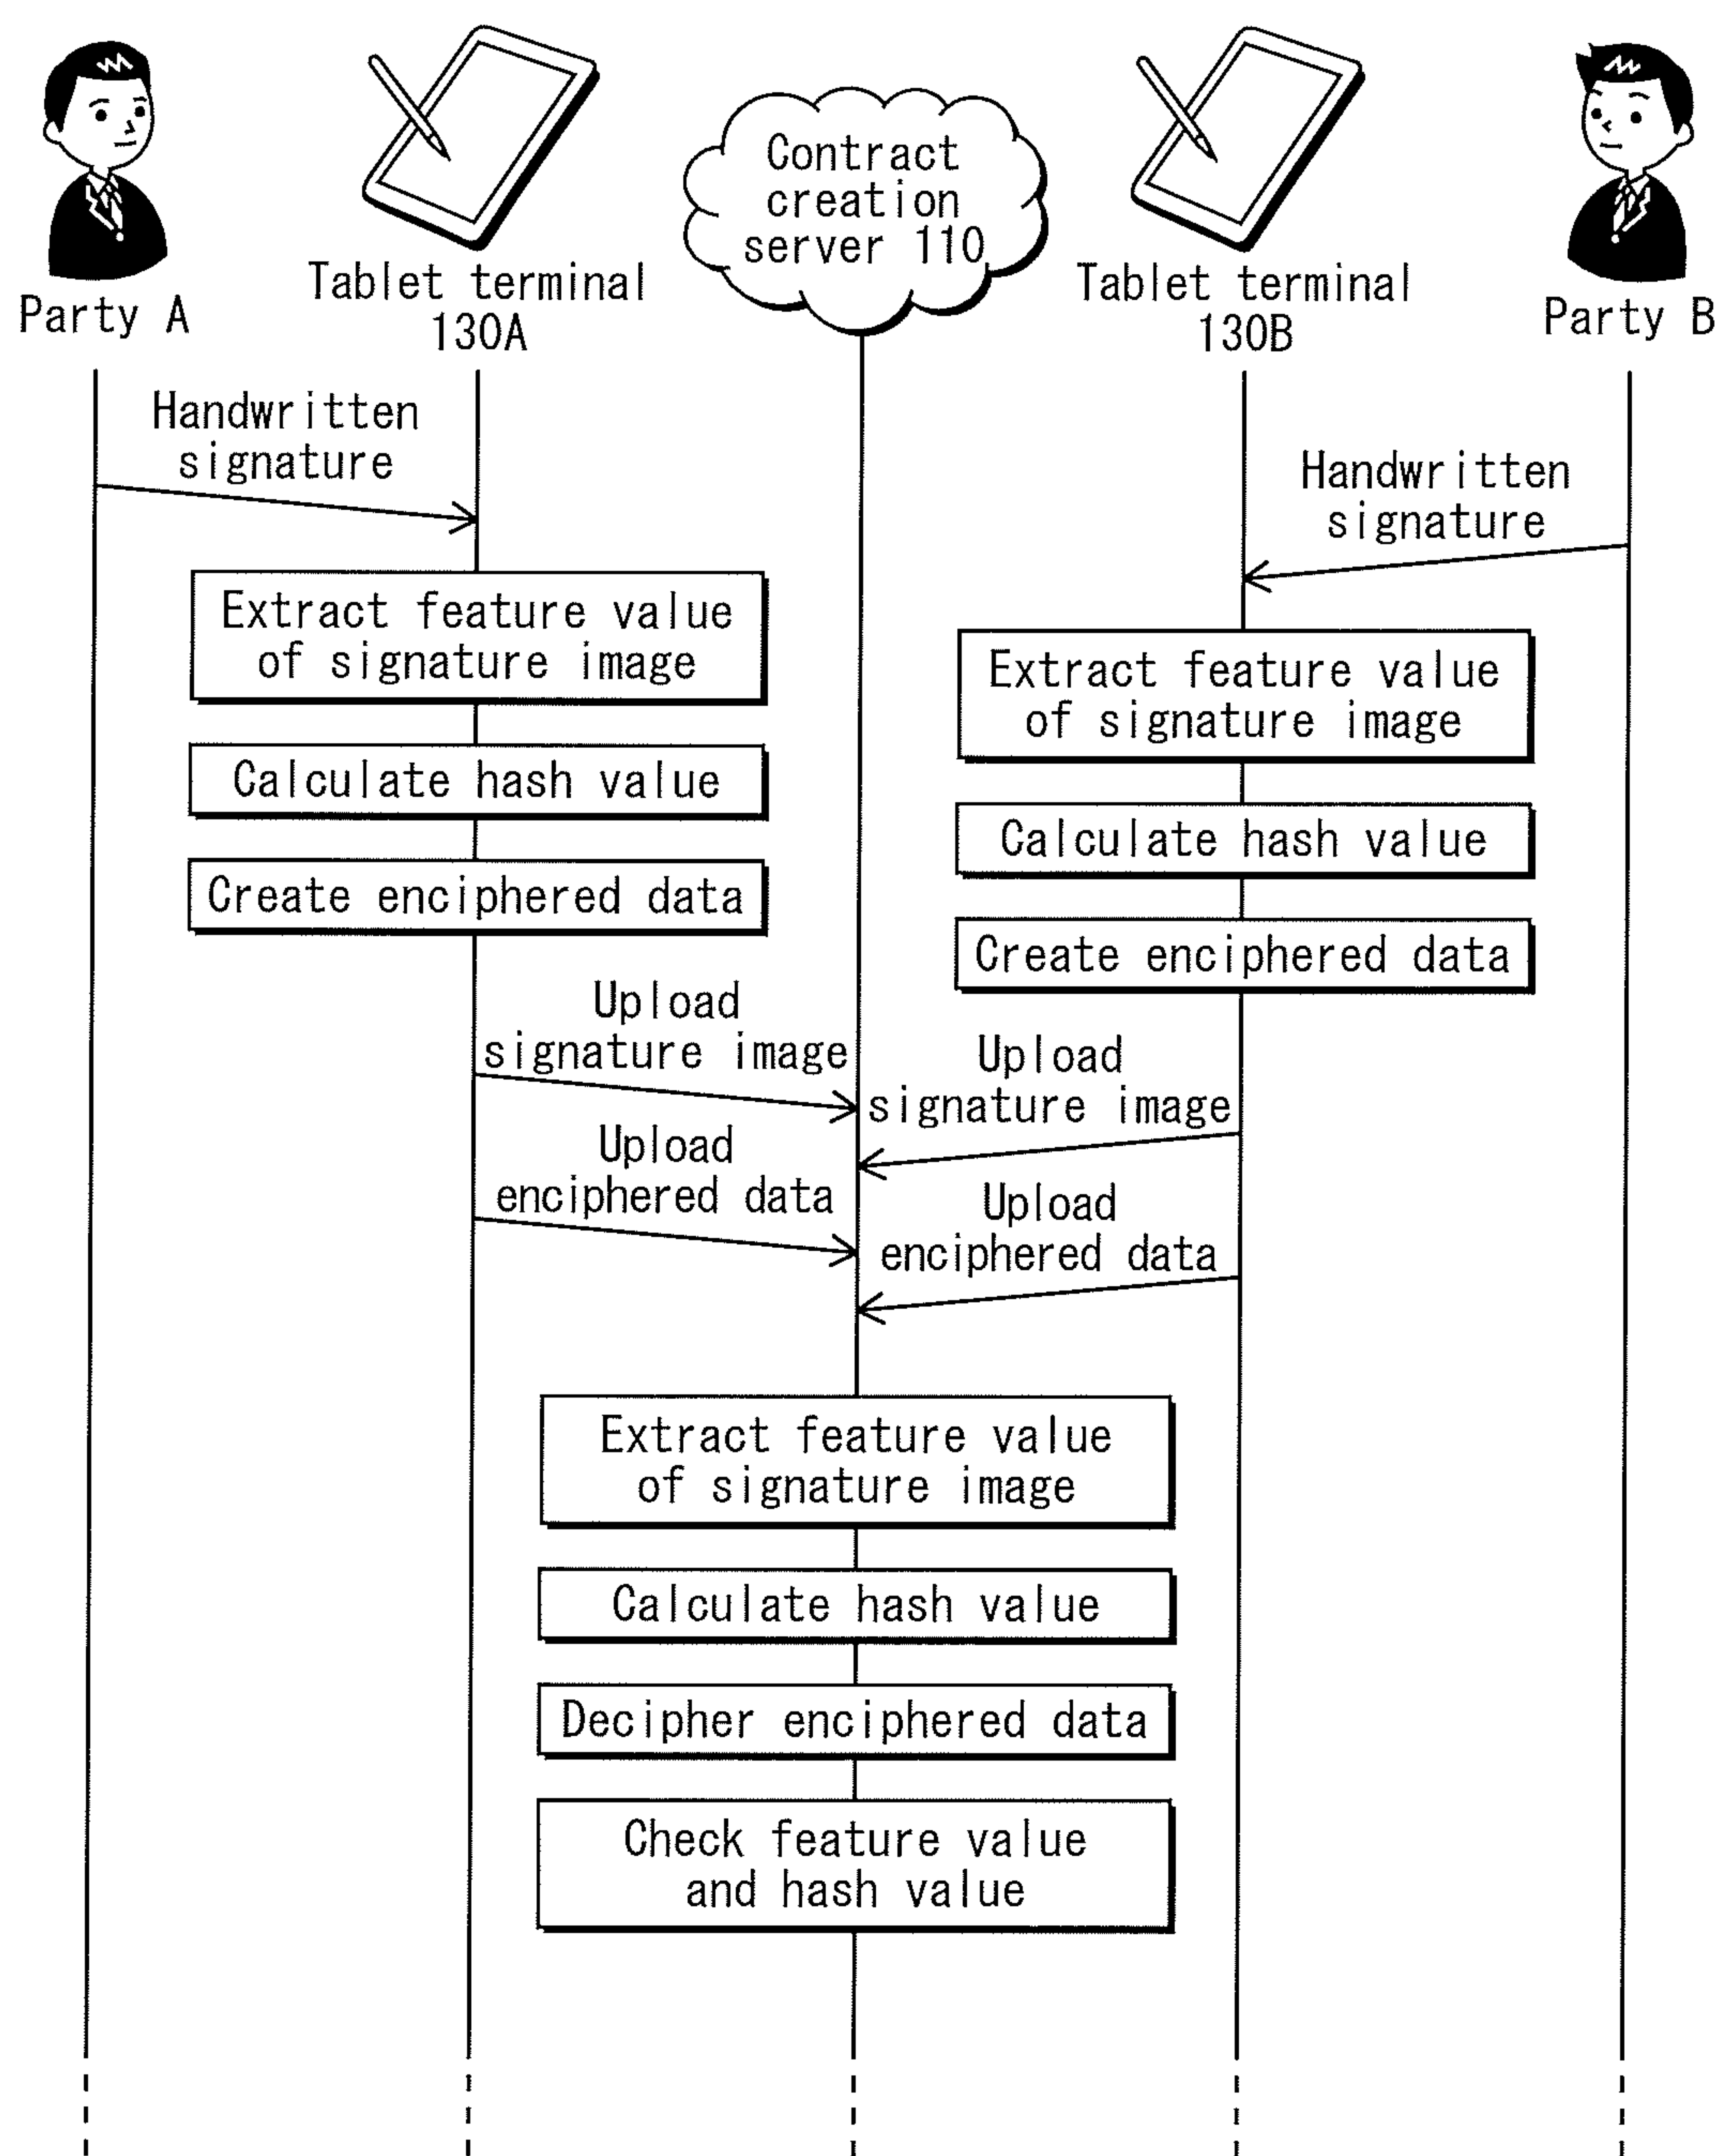 Contract
creation
server 110
Party A
Tablet terminal
130A
Tablet terminal
130B
Party B
Handwritten
signature
Handwritten
signature
Extract feature value
of signature image
Extract feature value
of signature image
Calculate hash value
Calculate hash value
Create enciphered data
Create enciphered data
Upload
signature image
Upload
signature image
Upload
enciphered data
Upload
enciphered data
Extract feature value
of signature image
Calculate hash value
Decipher enciphered data
Check feature value
and hash value